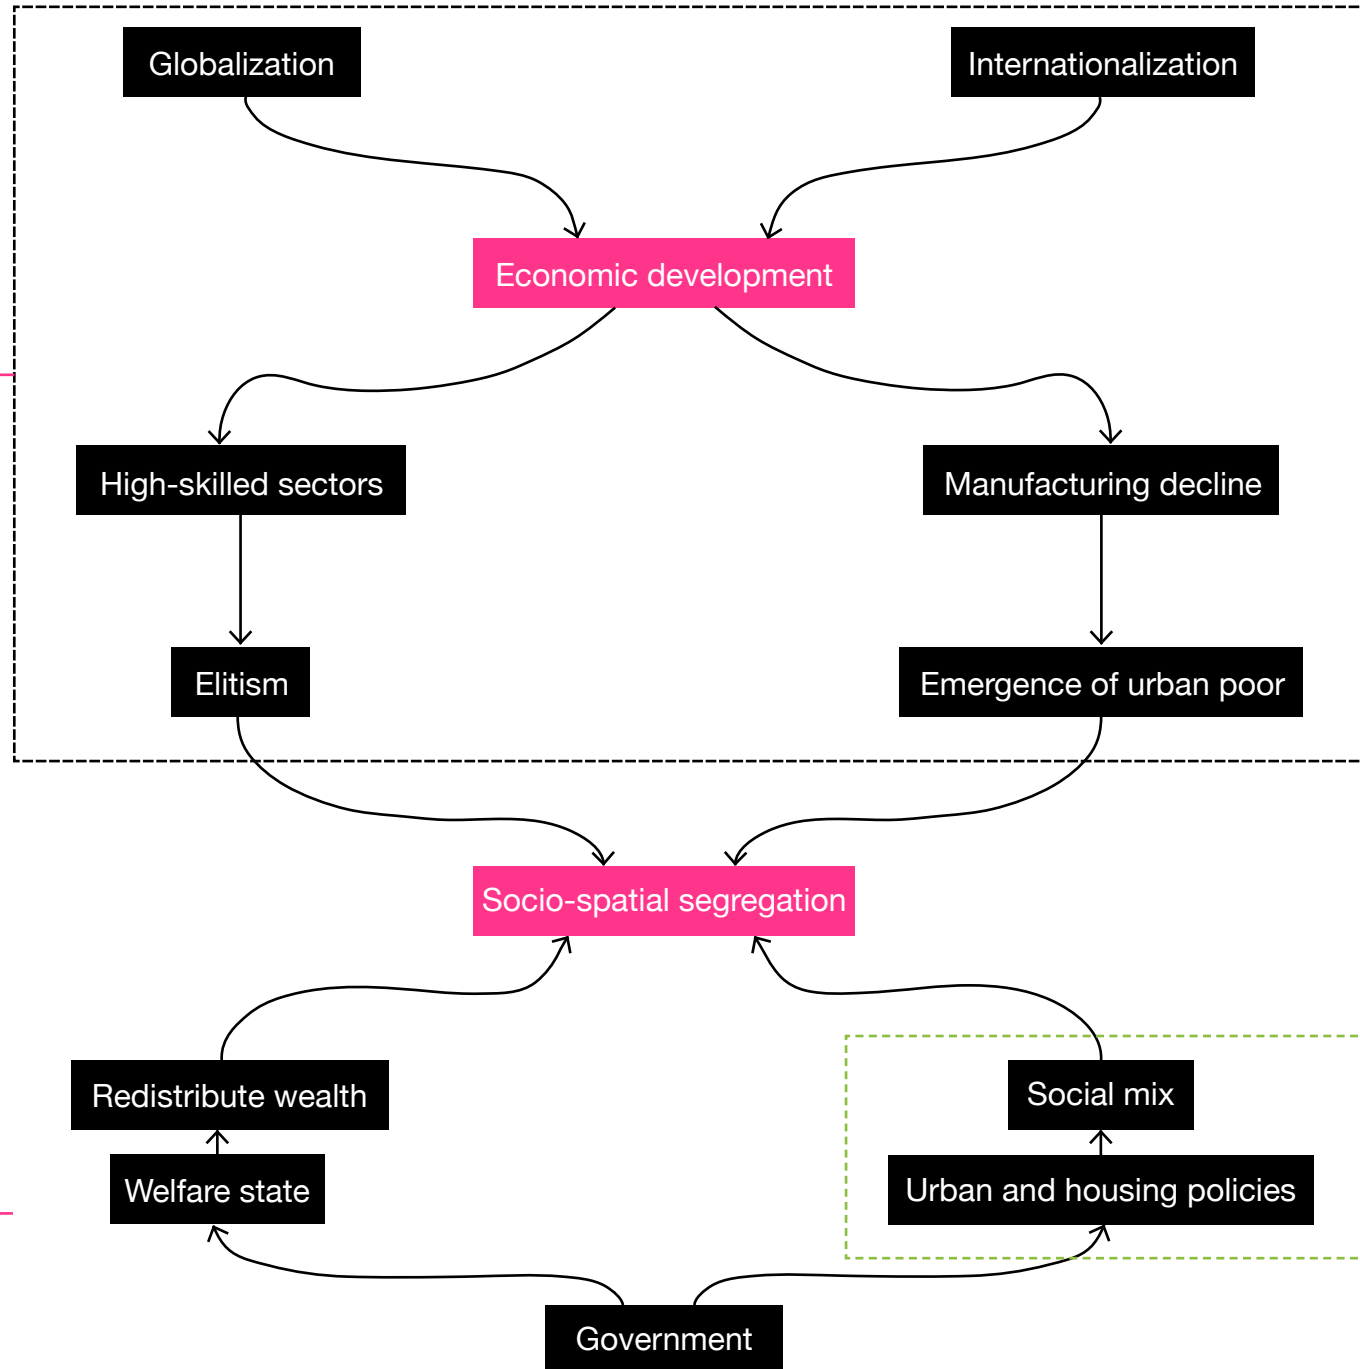 Globalization
Internationalization
Economic development
High-skilled sectors
Manufacturing decline
Elitism
Emergence of urban poor
Socio-spatial segregation
Redistribute wealth
Social mix
Welfare state
Urban and housing policies
Government